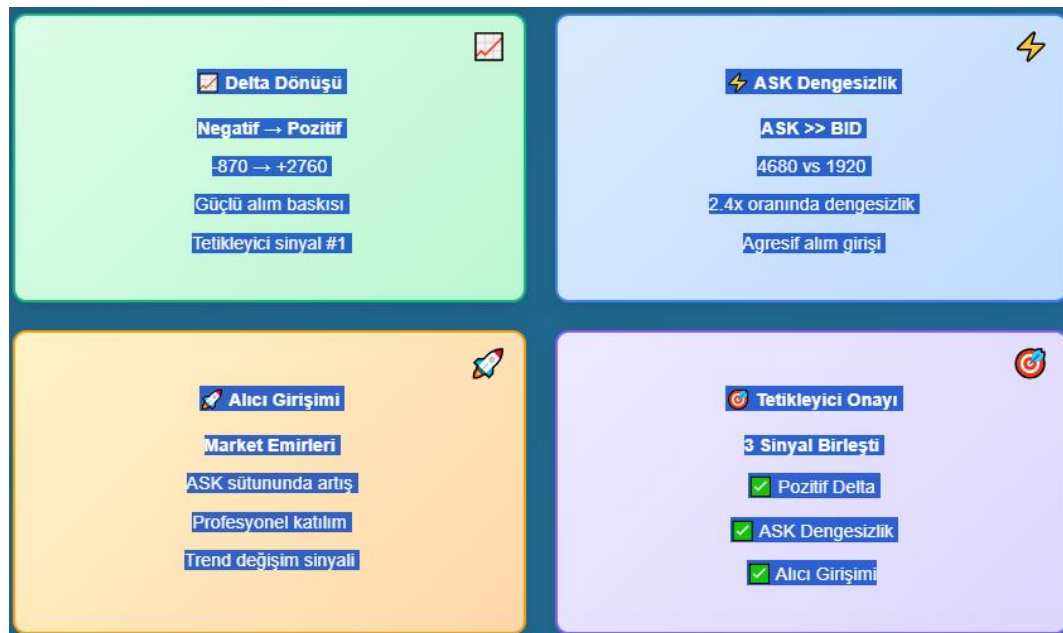 📈 Delta Dönüşü
Negatif → Pozitif
-870 → +2760
Güçlü alım baskısı
Tetikleyici sinyal #1
⚡ ASK Dengesizlik
ASK >> BID
4680 vs 1920
2.4x oranında dengesizlik
Agresif alım girişi
🚀 Alıcı Girişimi
Market Emirleri
ASK sütununda artış
Profesyonel katılım
Trend değişim sinyali
🎯 Tetikleyici Onayı
3 Sinyal Birleşti
✅ Pozitif Delta
✅ ASK Dengesizlik
✅ Alıcı Girişimi